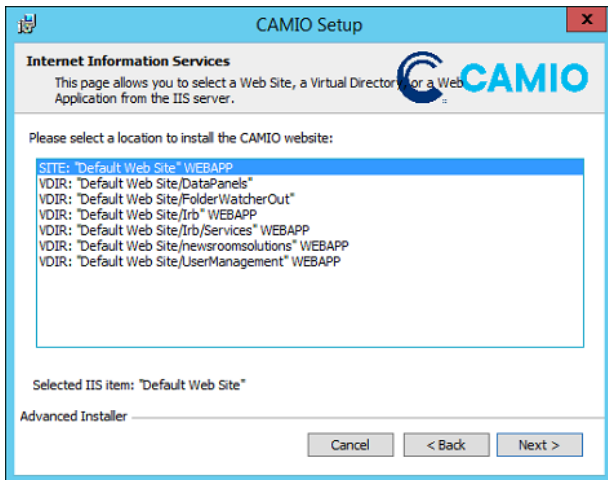 CAMIO Setup
x
Internet Information Services
This page allows you to select a Web Site, a Virtual Directory, or a Web
Application from the IIS server.
CAMIO
Please select a location to install the CAMIO website:
SITE: "Default Web Site" WEBAPP
VDIR: "Default Web Site/DataPanels"
VDIR: "Default Web Site/FolderWatcherOut"
VDIR: "Default Web Site/Irb" WEBAPP
VDIR: "Default Web Site/Irb/Services" WEBAPP
VDIR: "Default Web Site/newsroomsolutions" WEBAPP
VDIR: "Default Web Site/UserManagement" WEBAPP
Selected IIS item: "Default Web Site"
Advanced Installer
Cancel
< Back
Next >